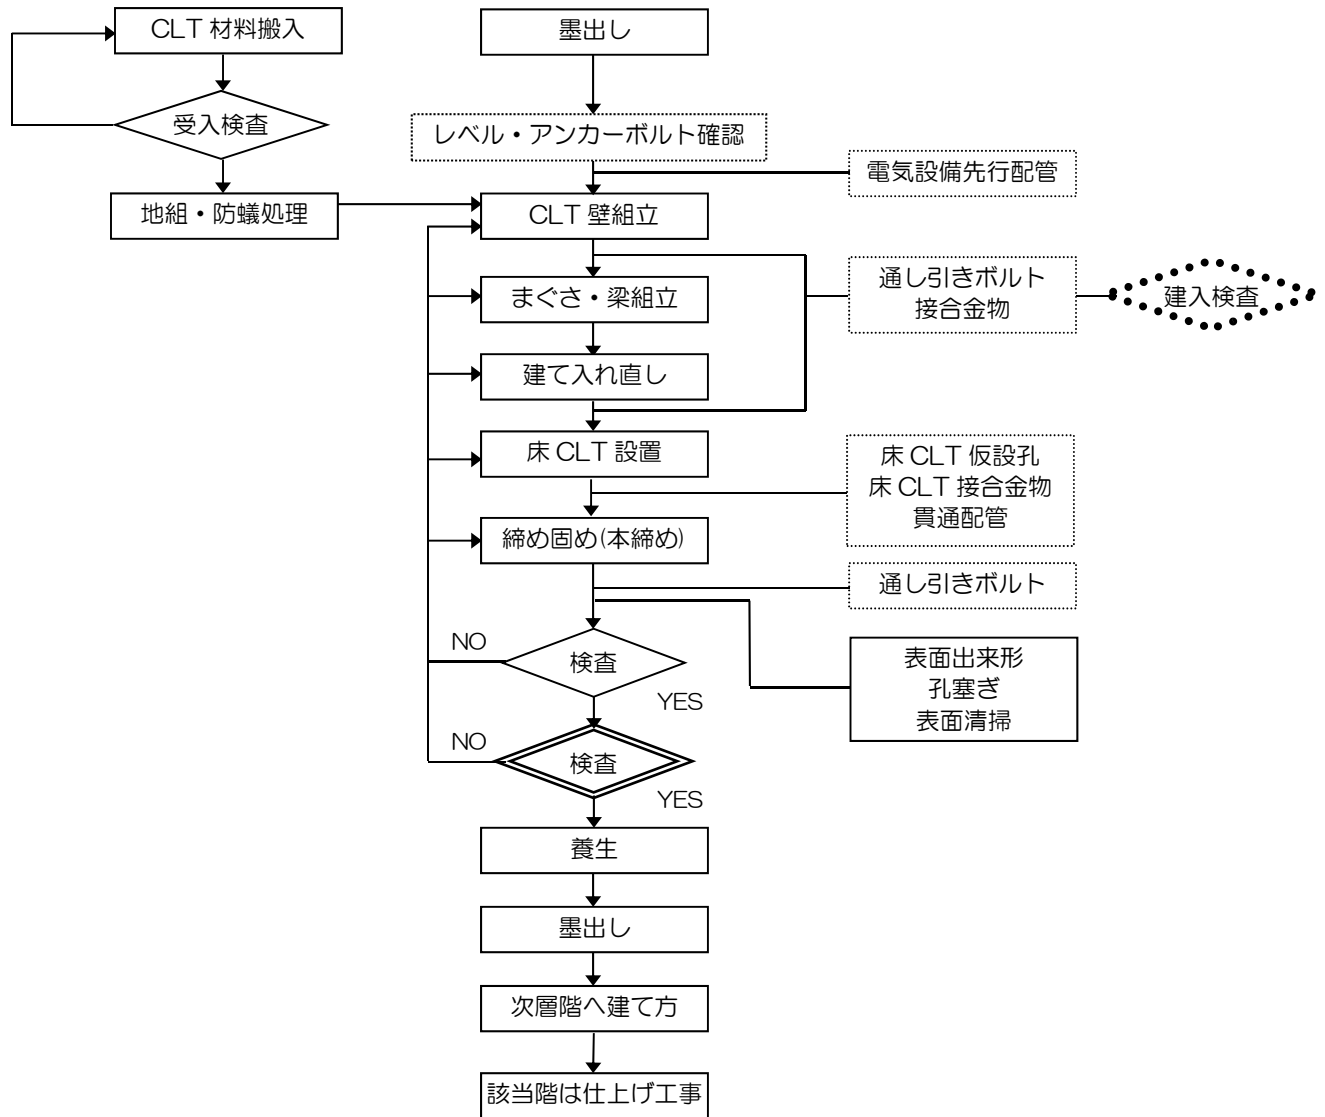 CLT 材料搬入
受入検査
地組・防蟻処理
墨出し
レベル・アンカーボルト確認
電気設備先行配管
CLT 壁組立
まぐさ・梁組立
通し引きボルト
接合金物
建入検査
建て入れ直し
床 CLT 設置
床 CLT 仮設孔
床 CLT 接合金物
貫通配管
締め固め(本締め)
通し引きボルト
NO
検査
YES
表面出来形
孔塞ぎ
表面清掃
NO
検査
YES
養生
墨出し
次層階へ建て方
該当階は仕上げ工事